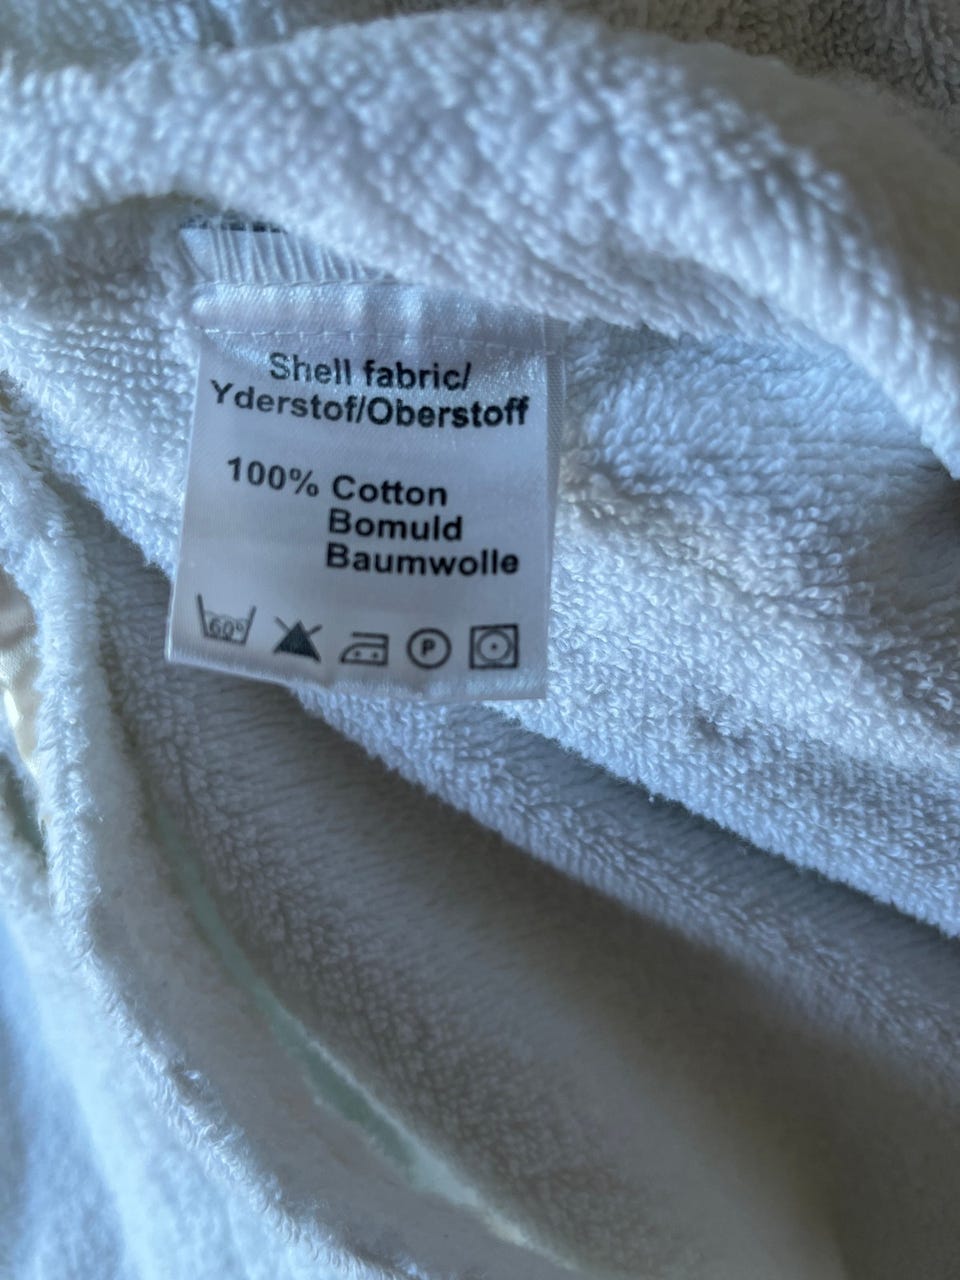 Shell fabric/
Yderstof/Oberstoff
100% Cotton
Bomuld
Baumwolle
60° P